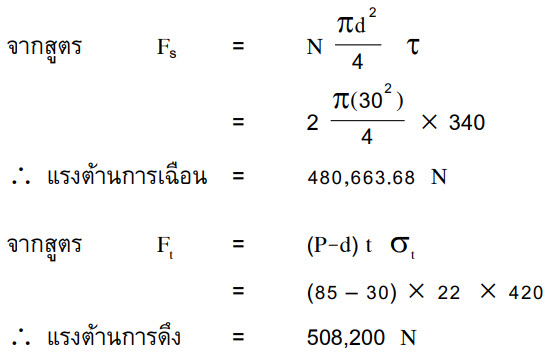 จากสูตร Fs = N πd²/4 τ
= 2 π(30²)/4 × 340
∴ แรงต้านการเฉือน = 480,663.68 N
จากสูตร Ft = (P-d) t σt
= (85 – 30) × 22 × 420
∴ แรงต้านการดึง = 508,200 N